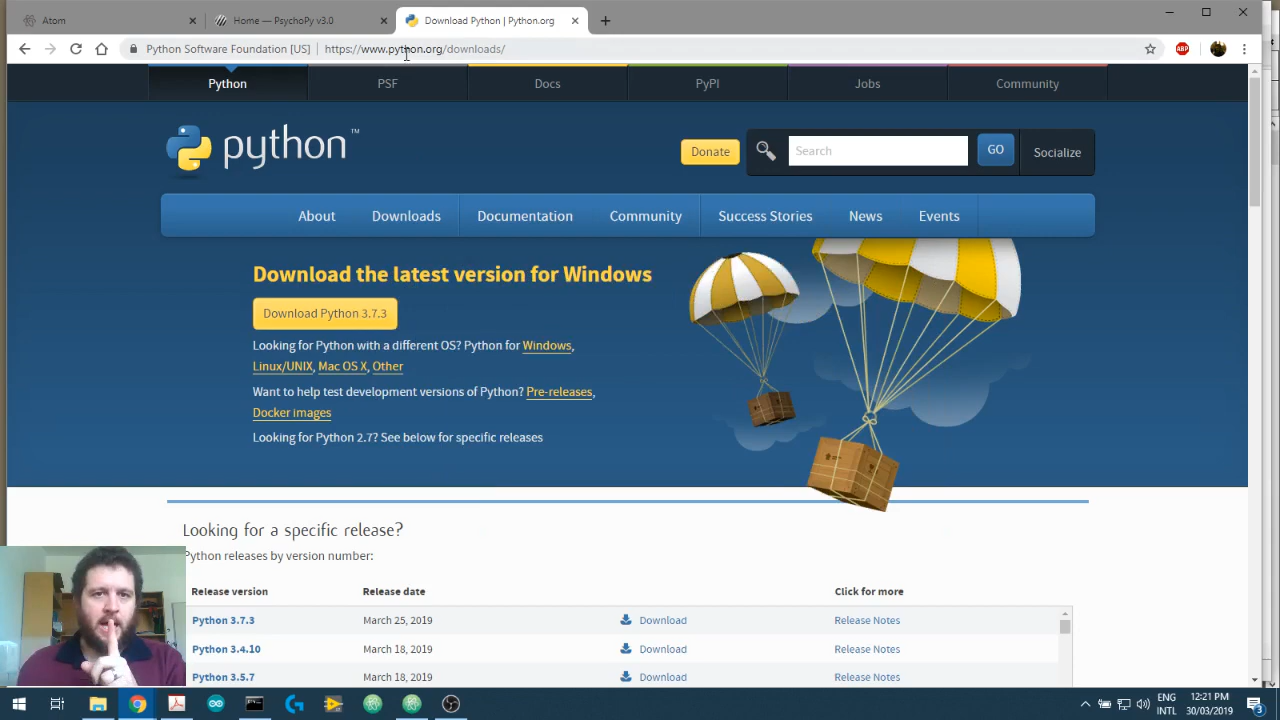 Atom
Home — PsychoPy v3.0
Download Python | Python.org
Python Software Foundation [US]
https://www.python.org/downloads/
ABP
Python
PSF
Docs
PyPI
Jobs
Community
python™
Donate
Search
GO
Socialize
About
Downloads
Documentation
Community
Success Stories
News
Events
Download the latest version for Windows
Download Python 3.7.3
Looking for Python with a different OS? Python for Windows,
Linux/UNIX, Mac OS X, Other
Want to help test development versions of Python? Pre-releases,
Docker images
Looking for Python 2.7? See below for specific releases
Looking for a specific release?
Python releases by version number:
Release version
Release date
Click for more
Python 3.7.3
March 25, 2019
Download
Release Notes
Python 3.4.10
March 18, 2019
Download
Release Notes
Python 3.5.7
March 18, 2019
Download
Release Notes
ENG
INTL
12:21 PM
30/03/2019
3